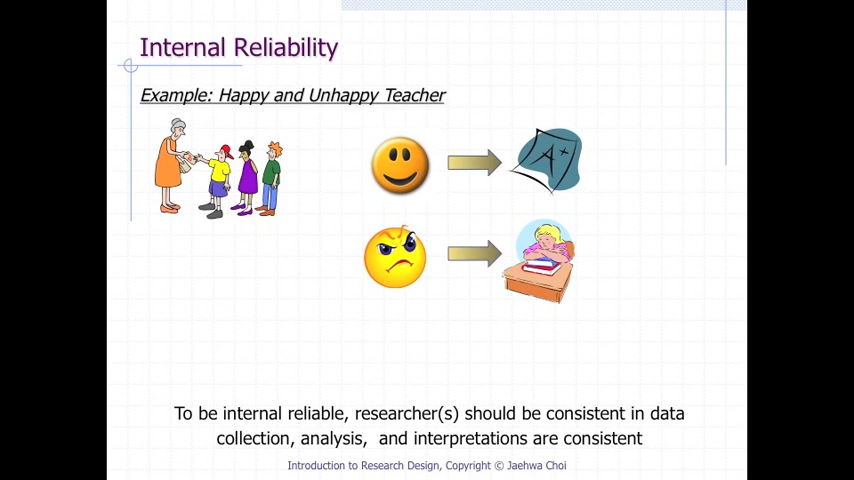 Internal Reliability
Example: Happy and Unhappy Teacher
A+
To be internal reliable, researcher(s) should be consistent in data
collection, analysis, and interpretations are consistent
Introduction to Research Design, Copyright © Jaehwa Choi